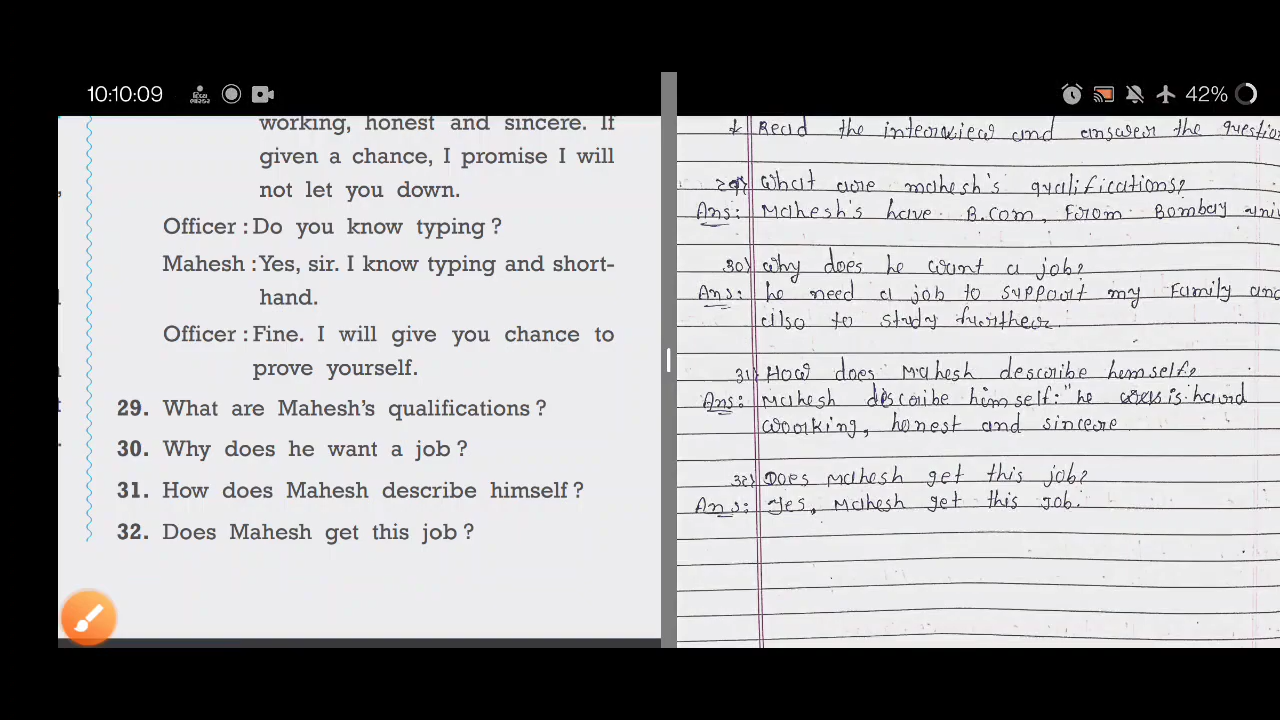 10:10:09
42%
working, honest and sincere. If
given a chance, I promise I will
not let you down.
Officer : Do you know typing ?
Mahesh : Yes, sir. I know typing and short-
hand.
Officer : Fine. I will give you chance to
prove yourself.
29. What are Mahesh's qualifications ?
30. Why does he want a job ?
31. How does Mahesh describe himself ?
32. Does Mahesh get this job ?
Read the interview and answer the questio
29) What are mahesh's qualifications?
Ans: Mahesh's have B.com, From Bombay uni
30) Why does he want a job?
Ans: he need a job to support my Family and
also to study further.
31) How does Mahesh describe hemself?
Ans: Mahesh describe himself: "he is hard
working, honest and sincere
32) Does mahesh get this job?
Ans: Yes, Mahesh get this Job.